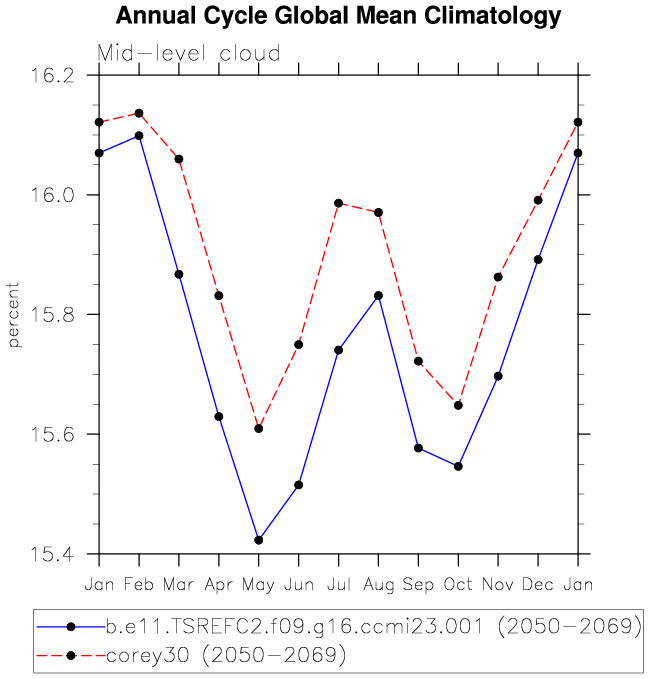 Annual Cycle Global Mean Climatology
Mid-level cloud
16.2
16.0
15.8
15.6
15.4
percent
Jan Feb Mar Apr May Jun Jul Aug Sep Oct Nov Dec Jan
b.e11.TSREFC2.f09.g16.ccmi23.001 (2050-2069)
corey30 (2050-2069)